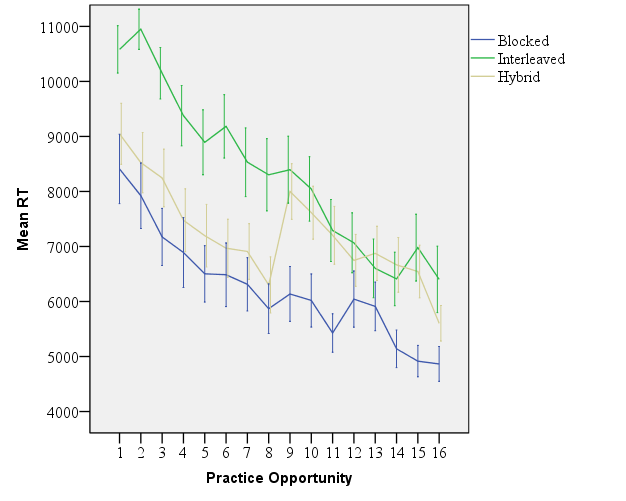 11000
10000
9000
8000
7000
6000
5000
4000
Mean RT
1 2 3 4 5 6 7 8 9 10 11 12 13 14 15 16
Practice Opportunity
Blocked
Interleaved
Hybrid